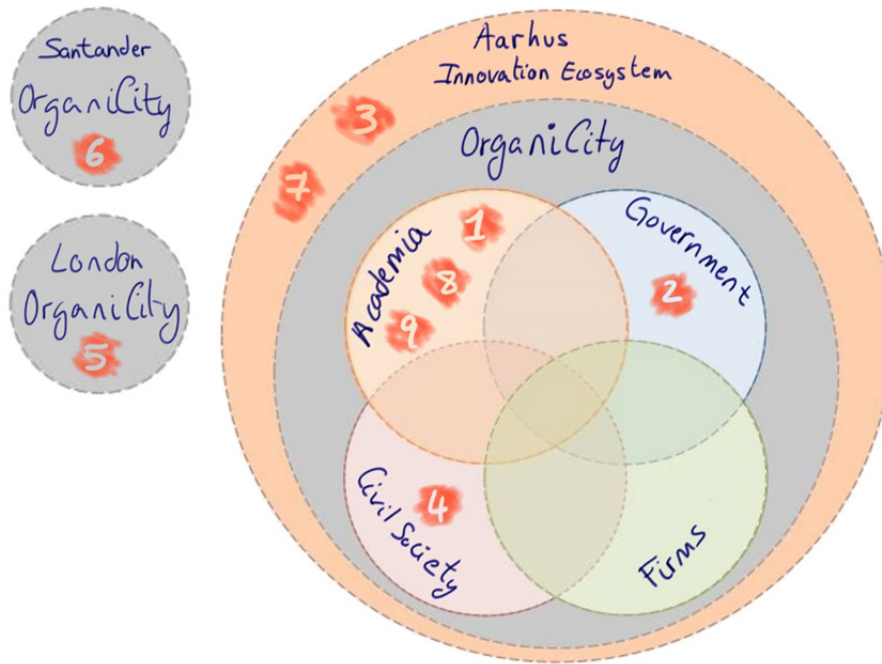 Santander
OrganiCity
6
London
OrganiCity
5
Aarhus
Innovation Ecosystem
3
7
OrganiCity
Academia
1
8
9
Government
2
Civil Society
4
Firms